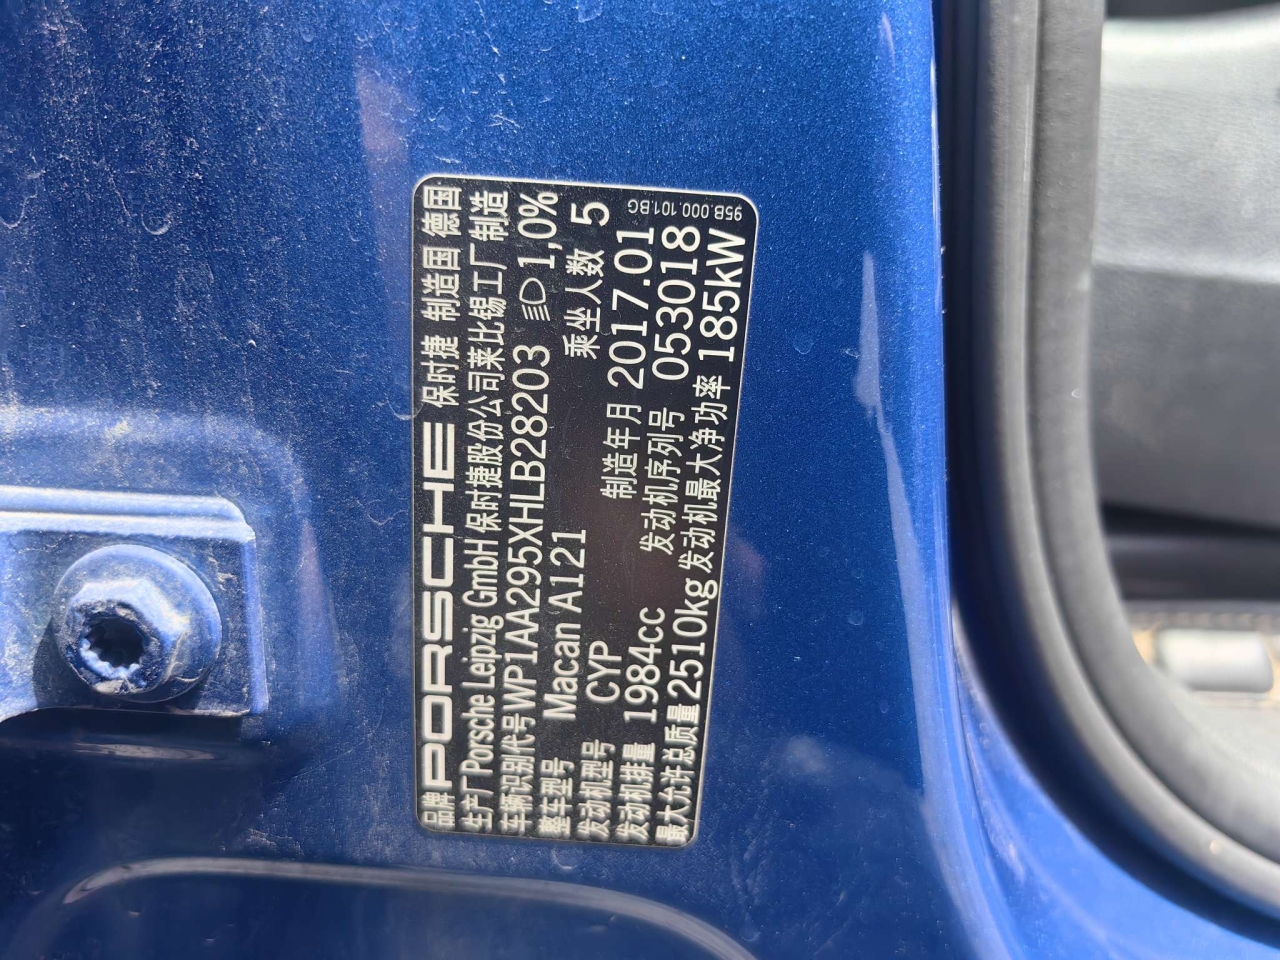 品牌 PORSCHE 保时捷 制造国 德国
生产厂 Porsche Leipzig GmbH 保时捷股份公司莱比锡工厂制造
车辆识别代号 WP1AA295XHLB28203 1,0%
整车型号 Macan A121 乘坐人数 5
发动机型号 CYP 制造年月 2017.01
发动机排量 1984cc 发动机序列号 053018
最大允许总质量 2510kg 发动机最大净功率 185kW
95B.000.101.BG